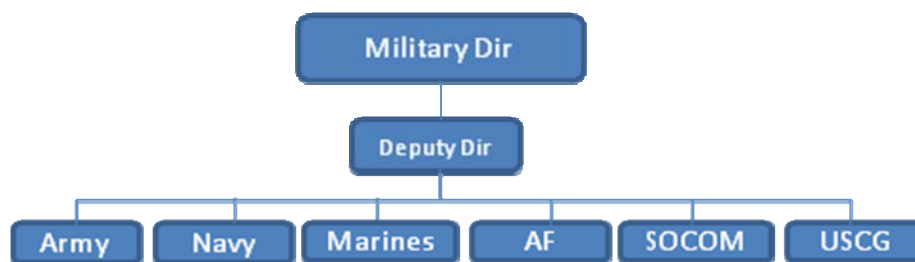 Military Dir
Deputy Dir
Army Navy Marines AF SOCOM USCG